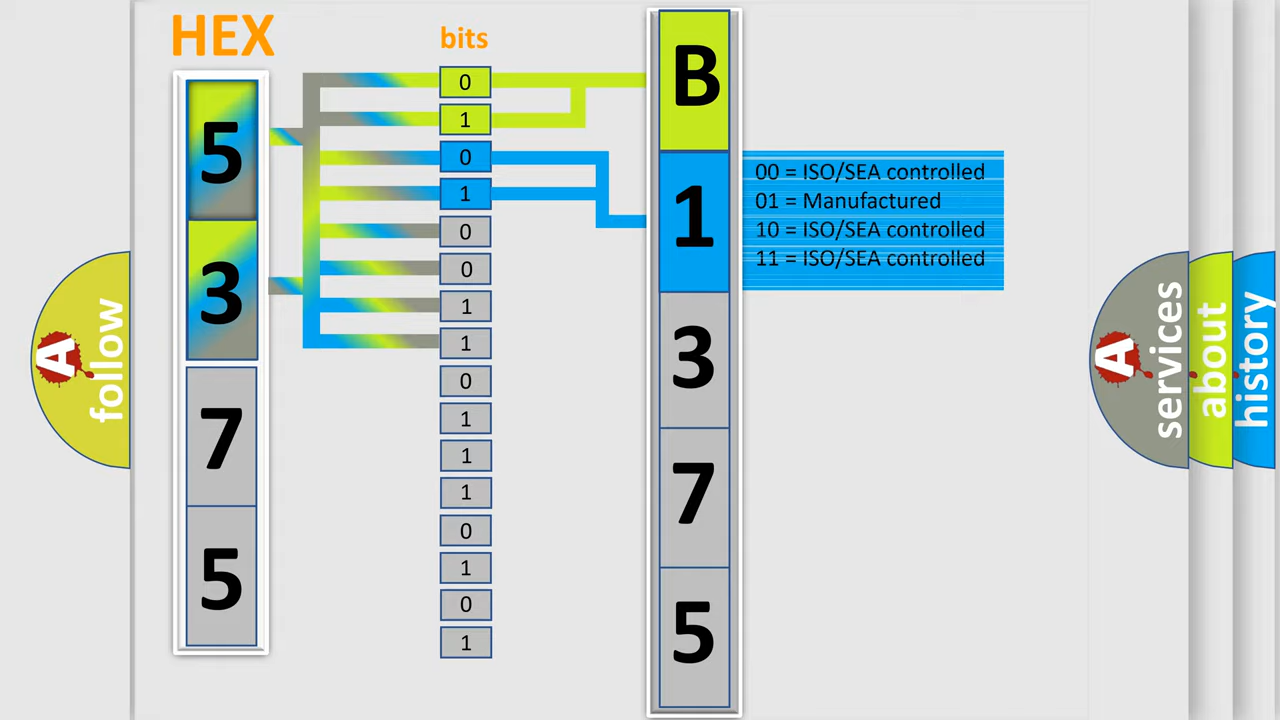 HEX
bits
5
3
7
5
0
1
0
1
0
0
1
1
0
1
1
1
0
1
0
1
B
1
3
7
5
00 = ISO/SEA controlled
01 = Manufactured
10 = ISO/SEA controlled
11 = ISO/SEA controlled
A
follow
A
services
about
history